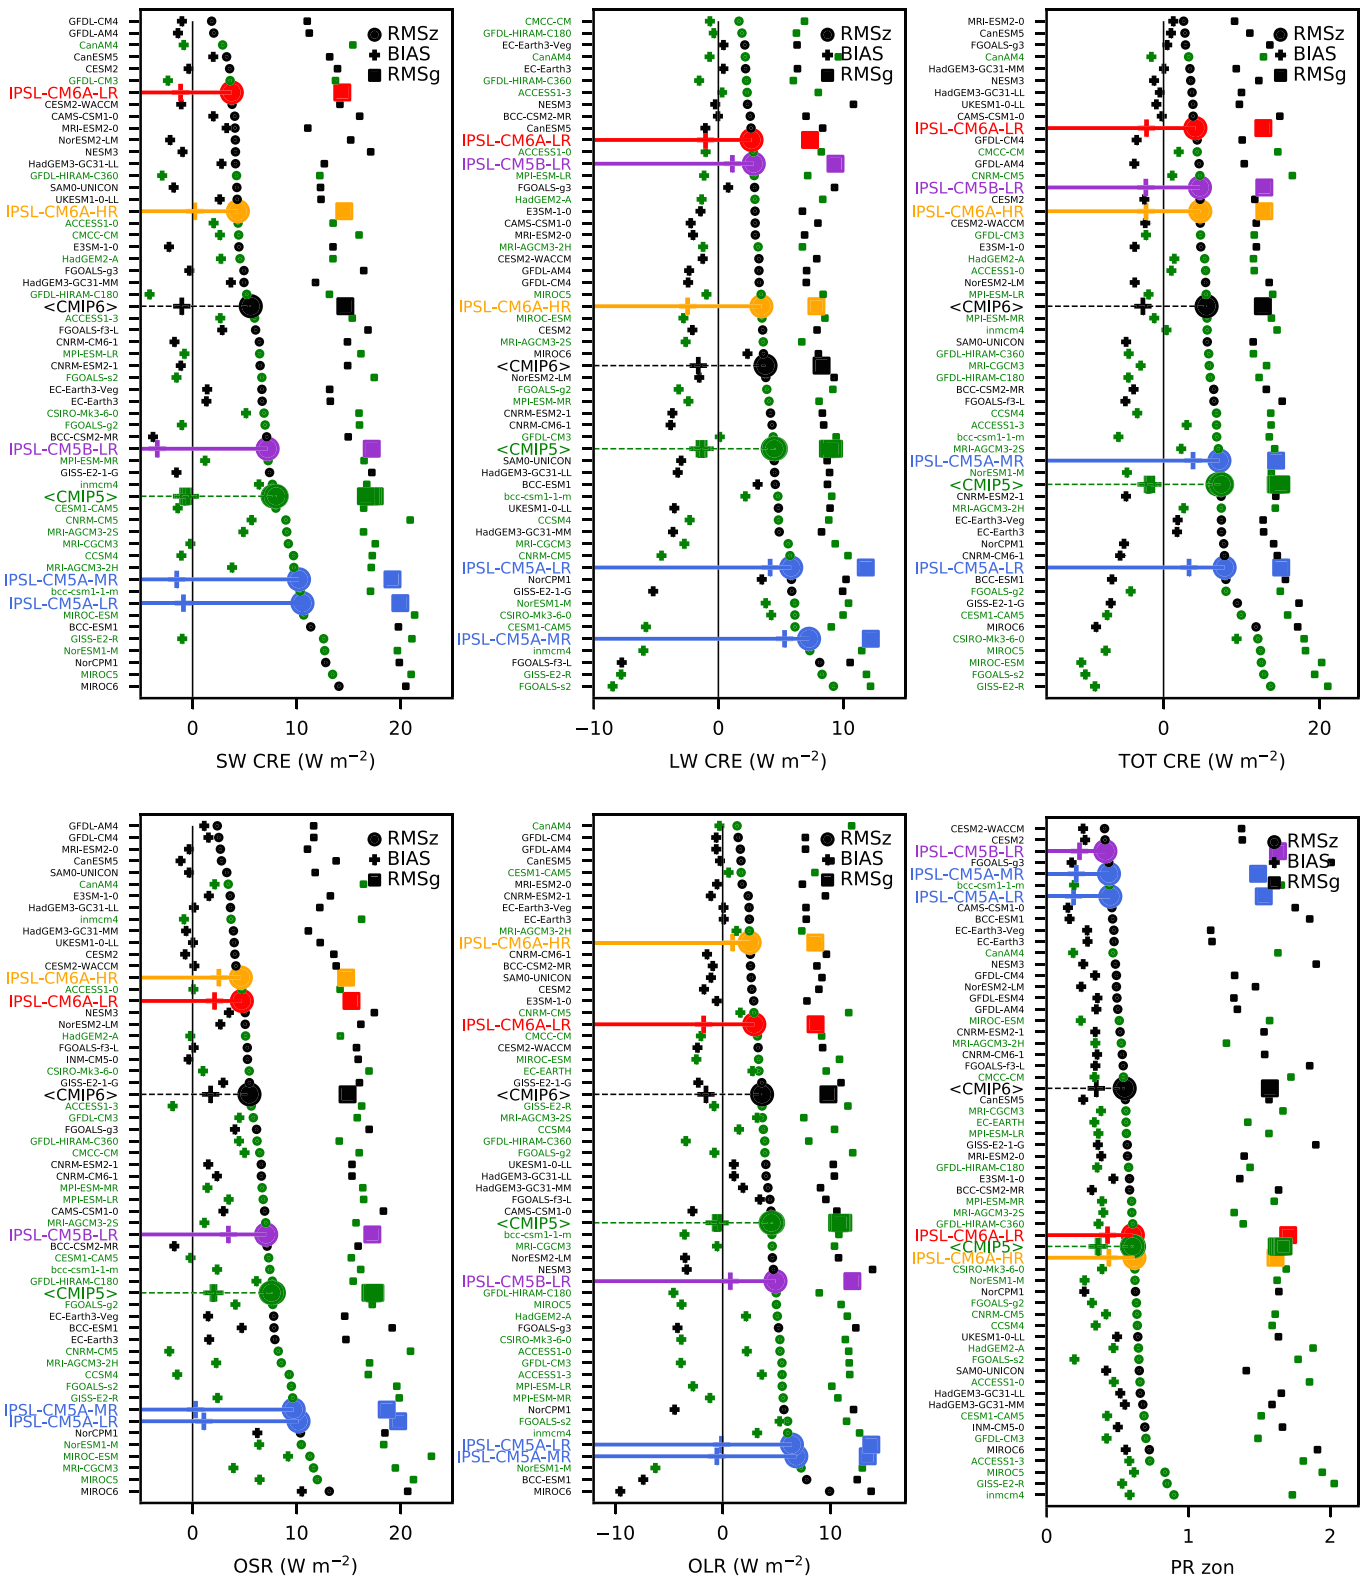 GFDL-CM4
GFDL-AM4
CanAM4
CanESM5
CESM2
GFDL-CM3
IPSL-CM6A-LR
CESM2-WACCM
CAMS-CSM1-0
MRI-ESM2-0
NorESM2-LM
NESM3
HadGEM3-GC31-LL
GFDL-HIRAM-C360
SAM0-UNICON
UKESM1-0-LL
IPSL-CM6A-HR
ACCESS1-0
CMCC-CM
E3SM-1-0
HadGEM2-A
FGOALS-g3
HadGEM3-GC31-MM
GFDL-HIRAM-C180
<CMIP6>
ACCESS1-3
FGOALS-f3-L
CNRM-CM6-1
MPI-ESM-LR
CNRM-ESM2-1
FGOALS-s2
EC-Earth3-Veg
EC-Earth3
CSIRO-Mk3-6-0
FGOALS-g2
BCC-CSM2-MR
IPSL-CM5B-LR
MPI-ESM-MR
GISS-E2-1-G
inmcm4
<CMIP5>
CESM1-CAM5
CNRM-CM5
MRI-AGCM3-2S
MRI-CGCM3
CCSM4
MRI-AGCM3-2H
IPSL-CM5A-MR
bcc-csm1-1-m
IPSL-CM5A-LR
MIROC-ESM
BCC-ESM1
GISS-E2-R
NorESM1-M
NorCPM1
MIROC5
MIROC6
RMSz
BIAS
RMSg
0 10 20
SW CRE (W m−2)
CMCC-CM
GFDL-HIRAM-C180
EC-Earth3-Veg
CanAM4
EC-Earth3
GFDL-HIRAM-C360
ACCESS1-3
NESM3
BCC-CSM2-MR
CanESM5
IPSL-CM6A-LR
ACCESS1-0
IPSL-CM5B-LR
MPI-ESM-LR
FGOALS-g3
HadGEM2-A
E3SM-1-0
CAMS-CSM1-0
MRI-ESM2-0
MRI-AGCM3-2H
CESM2-WACCM
GFDL-AM4
GFDL-CM4
MIROC5
IPSL-CM6A-HR
MIROC-ESM
CESM2
MRI-AGCM3-2S
MIROC6
<CMIP6>
NorESM2-LM
FGOALS-g2
MPI-ESM-MR
CNRM-ESM2-1
CNRM-CM6-1
GFDL-CM3
<CMIP5>
SAM0-UNICON
HadGEM3-GC31-LL
BCC-ESM1
bcc-csm1-1-m
UKESM1-0-LL
CCSM4
HadGEM3-GC31-MM
MRI-CGCM3
CNRM-CM5
IPSL-CM5A-LR
NorCPM1
GISS-E2-1-G
NorESM1-M
CSIRO-Mk3-6-0
CESM1-CAM5
IPSL-CM5A-MR
inmcm4
FGOALS-f3-L
GISS-E2-R
FGOALS-s2
RMSz
BIAS
RMSg
−10 0 10
LW CRE (W m−2)
MRI-ESM2-0
CanESM5
FGOALS-g3
CanAM4
HadGEM3-GC31-MM
NESM3
HadGEM3-GC31-LL
UKESM1-0-LL
CAMS-CSM1-0
IPSL-CM6A-LR
GFDL-CM4
CMCC-CM
GFDL-AM4
CNRM-CM5
IPSL-CM5B-LR
CESM2
IPSL-CM6A-HR
CESM2-WACCM
GFDL-CM3
E3SM-1-0
HadGEM2-A
ACCESS1-0
NorESM2-LM
MPI-ESM-LR
<CMIP6>
MPI-ESM-MR
inmcm4
SAM0-UNICON
GFDL-HIRAM-C360
MRI-CGCM3
GFDL-HIRAM-C180
BCC-CSM2-MR
FGOALS-f3-L
CCSM4
ACCESS1-3
bcc-csm1-1-m
MRI-AGCM3-2S
IPSL-CM5A-MR
NorESM1-M
<CMIP5>
CNRM-ESM2-1
MRI-AGCM3-2H
EC-Earth3-Veg
EC-Earth3
NorCPM1
CNRM-CM6-1
IPSL-CM5A-LR
BCC-ESM1
FGOALS-g2
GISS-E2-1-G
CESM1-CAM5
MIROC6
CSIRO-Mk3-6-0
MIROC5
MIROC-ESM
FGOALS-s2
GISS-E2-R
RMSz
BIAS
RMSg
0 10 20
TOT CRE (W m−2)
GFDL-AM4
GFDL-CM4
MRI-ESM2-0
CanESM5
SAM0-UNICON
CanAM4
E3SM-1-0
HadGEM3-GC31-LL
inmcm4
HadGEM3-GC31-MM
UKESM1-0-LL
CESM2
CESM2-WACCM
IPSL-CM6A-HR
ACCESS1-0
IPSL-CM6A-LR
NESM3
NorESM2-LM
HadGEM2-A
FGOALS-f3-L
INM-CM5-0
CSIRO-Mk3-6-0
GISS-E2-1-G
<CMIP6>
ACCESS1-3
GFDL-CM3
FGOALS-g3
GFDL-HIRAM-C360
CMCC-CM
CNRM-ESM2-1
CNRM-CM6-1
MPI-ESM-MR
MPI-ESM-LR
CAMS-CSM1-0
MRI-AGCM3-2S
IPSL-CM5B-LR
BCC-CSM2-MR
CESM1-CAM5
bcc-csm1-1-m
GFDL-HIRAM-C180
<CMIP5>
FGOALS-g2
EC-Earth3-Veg
BCC-ESM1
EC-Earth3
CNRM-CM5
MRI-AGCM3-2H
CCSM4
FGOALS-s2
GISS-E2-R
IPSL-CM5A-MR
IPSL-CM5A-LR
NorCPM1
NorESM1-M
MIROC-ESM
MRI-CGCM3
MIROC5
MIROC6
RMSz
BIAS
RMSg
0 10 20
OSR (W m−2)
CanAM4
GFDL-CM4
GFDL-AM4
CanESM5
CESM1-CAM5
MRI-ESM2-0
CNRM-ESM2-1
EC-Earth3-Veg
EC-Earth3
MRI-AGCM3-2H
IPSL-CM6A-HR
CNRM-CM6-1
BCC-CSM2-MR
SAM0-UNICON
CESM2
E3SM-1-0
CNRM-CM5
IPSL-CM6A-LR
CMCC-CM
CESM2-WACCM
MIROC-ESM
EC-EARTH
GISS-E2-1-G
<CMIP6>
GISS-E2-R
MRI-AGCM3-2S
CCSM4
GFDL-HIRAM-C360
FGOALS-g2
UKESM1-0-LL
HadGEM3-GC31-LL
HadGEM3-GC31-MM
FGOALS-f3-L
CAMS-CSM1-0
<CMIP5>
bcc-csm1-1-m
MRI-CGCM3
NorESM2-LM
NESM3
IPSL-CM5B-LR
GFDL-HIRAM-C180
MIROC5
HadGEM2-A
FGOALS-g3
CSIRO-Mk3-6-0
ACCESS1-0
GFDL-CM3
ACCESS1-3
MPI-ESM-LR
MPI-ESM-MR
NorCPM1
FGOALS-s2
inmcm4
IPSL-CM5A-LR
IPSL-CM5A-MR
NorESM1-M
BCC-ESM1
MIROC6
RMSz
BIAS
RMSg
−10 0 10
OLR (W m−2)
CESM2-WACCM
CESM2
IPSL-CM5B-LR
FGOALS-g3
IPSL-CM5A-MR
bcc-csm1-1-m
IPSL-CM5A-LR
CAMS-CSM1-0
BCC-ESM1
EC-Earth3-Veg
EC-Earth3
CanAM4
NESM3
GFDL-CM4
NorESM2-LM
GFDL-ESM4
GFDL-AM4
MIROC-ESM
CNRM-ESM2-1
MRI-AGCM3-2H
CNRM-CM6-1
FGOALS-f3-L
CMCC-CM
<CMIP6>
CanESM5
MRI-CGCM3
EC-EARTH
MPI-ESM-LR
GISS-E2-1-G
MRI-ESM2-0
GFDL-HIRAM-C180
E3SM-1-0
BCC-CSM2-MR
MPI-ESM-MR
MRI-AGCM3-2S
GFDL-HIRAM-C360
IPSL-CM6A-LR
<CMIP5>
IPSL-CM6A-HR
CSIRO-Mk3-6-0
NorESM1-M
NorCPM1
FGOALS-g2
CNRM-CM5
CCSM4
UKESM1-0-LL
HadGEM2-A
FGOALS-s2
SAM0-UNICON
ACCESS1-0
HadGEM3-GC31-LL
HadGEM3-GC31-MM
CESM1-CAM5
INM-CM5-0
GFDL-CM3
MIROC6
ACCESS1-3
MIROC5
GISS-E2-R
inmcm4
RMSz
BIAS
RMSg
0 1 2
PR zon